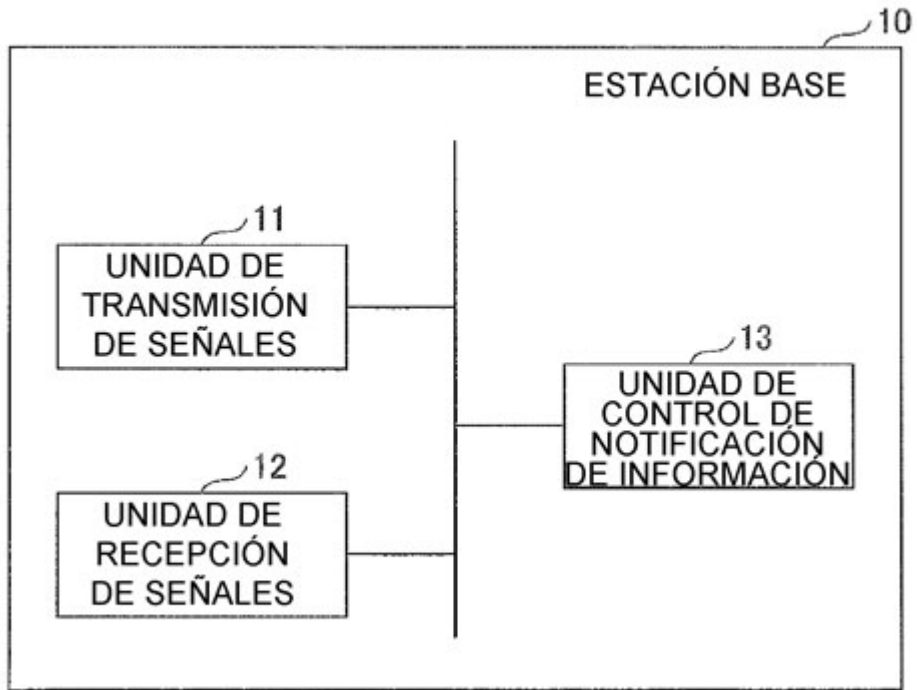 10
ESTACIÓN BASE
11
UNIDAD DE
TRANSMISIÓN
DE SEÑALES
13
UNIDAD DE
CONTROL DE
NOTIFICACIÓN
DE INFORMACIÓN
12
UNIDAD DE
RECEPCIÓN
DE SEÑALES